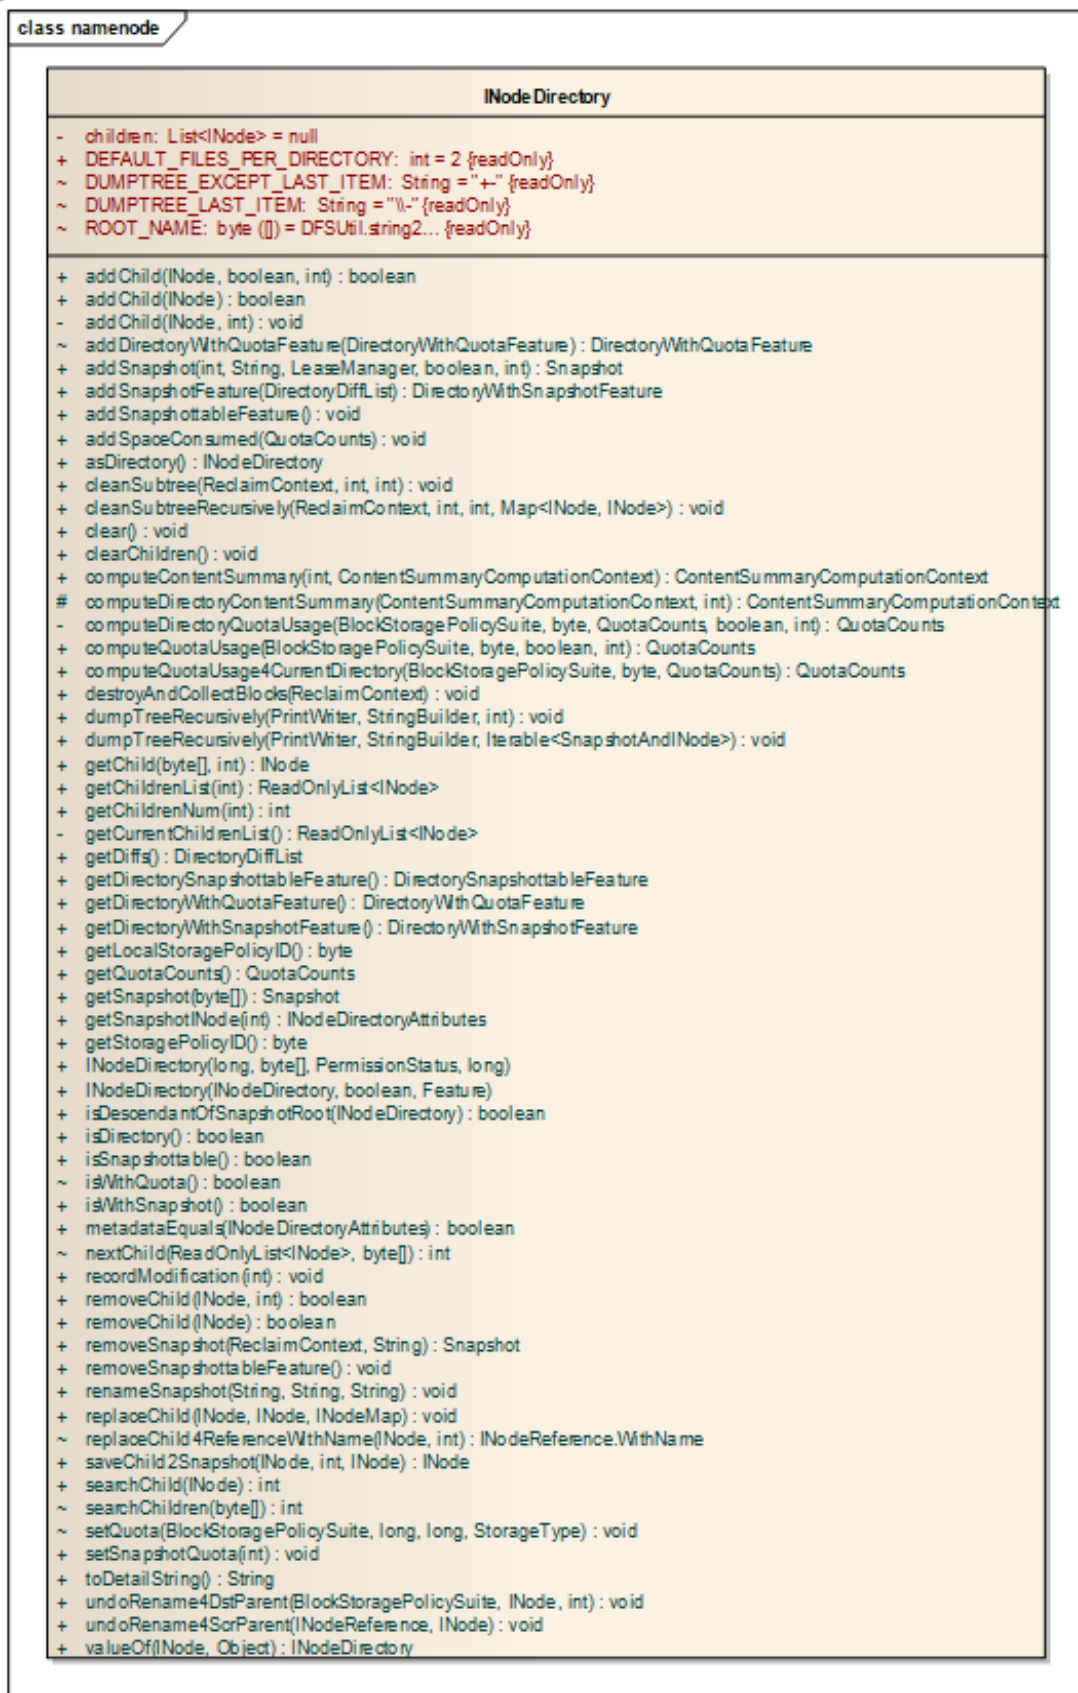 class namenode
INodeDirectory
- children: List<INode> = null
+ DEFAULT_FILES_PER_DIRECTORY: int = 2 {readOnly}
~ DUMPTREE_EXCEPT_LAST_ITEM: String = "+-" {readOnly}
~ DUMPTREE_LAST_ITEM: String = "\\-" {readOnly}
~ ROOT_NAME: byte ([]) = DFSUtil.string2... {readOnly}
+ addChild(INode, boolean, int) : boolean
+ addChild(INode) : boolean
- addChild(INode, int) : void
~ addDirectoryWithQuotaFeature(DirectoryWithQuotaFeature) : DirectoryWithQuotaFeature
+ addSnapshot(int, String, LeaseManager, boolean, int) : Snapshot
+ addSnapshotFeature(DirectoryDiffList) : DirectoryWithSnapshotFeature
+ addSnapshottableFeature() : void
+ addSpaceConsumed(QuotaCounts) : void
+ asDirectory() : INodeDirectory
+ cleanSubtree(ReclaimContext, int, int) : void
+ cleanSubtreeRecursively(ReclaimContext, int, int, Map<INode, INode>) : void
+ clear() : void
+ clearChildren() : void
+ computeContentSummary(int, ContentSummaryComputationContext) : ContentSummaryComputationContext
# computeDirectoryContentSummary(ContentSummaryComputationContext, int) : ContentSummaryComputationContext
- computeDirectoryQuotaUsage(BlockStoragePolicySuite, byte, QuotaCounts, boolean, int) : QuotaCounts
+ computeQuotaUsage(BlockStoragePolicySuite, byte, boolean, int) : QuotaCounts
+ computeQuotaUsage4CurrentDirectory(BlockStoragePolicySuite, byte, QuotaCounts) : QuotaCounts
+ destroyAndCollectBlocks(ReclaimContext) : void
+ dumpTreeRecursively(PrintWriter, StringBuilder, int) : void
+ dumpTreeRecursively(PrintWriter, StringBuilder, Iterable<SnapshotAndINode>) : void
+ getChild(byte[], int) : INode
+ getChildrenList(int) : ReadOnlyList<INode>
+ getChildrenNum(int) : int
- getCurrentChildrenList() : ReadOnlyList<INode>
+ getDiffs() : DirectoryDiffList
+ getDirectorySnapshottableFeature() : DirectorySnapshottableFeature
+ getDirectoryWithQuotaFeature() : DirectoryWithQuotaFeature
+ getDirectoryWithSnapshotFeature() : DirectoryWithSnapshotFeature
+ getLocalStoragePolicyID() : byte
+ getQuotaCounts() : QuotaCounts
+ getSnapshot(byte[]) : Snapshot
+ getSnapshotINode(int) : INodeDirectoryAttributes
+ getStoragePolicyID() : byte
+ INodeDirectory(long, byte[], PermissionStatus, long)
+ INodeDirectory(INodeDirectory, boolean, Feature)
+ isDescendantOfSnapshotRoot(INodeDirectory) : boolean
+ isDirectory() : boolean
+ isSnapshottable() : boolean
~ isWithQuota() : boolean
+ isWithSnapshot() : boolean
+ metadataEquals(INodeDirectoryAttributes) : boolean
~ nextChild(ReadOnlyList<INode>, byte[]) : int
+ recordModification(int) : void
+ removeChild(INode, int) : boolean
+ removeChild(INode) : boolean
+ removeSnapshot(ReclaimContext, String) : Snapshot
+ removeSnapshottableFeature() : void
+ renameSnapshot(String, String, String) : void
+ replaceChild(INode, INode, INodeMap) : void
~ replaceChild4ReferenceWithName(INode, int) : INodeReference.WithName
+ saveChild2Snapshot(INode, int, INode) : INode
+ searchChild(INode) : int
~ searchChildren(byte[]) : int
~ setQuota(BlockStoragePolicySuite, long, long, StorageType) : void
+ setSnapshotQuota(int) : void
+ toDetailString() : String
+ undoRename4DstParent(BlockStoragePolicySuite, INode, int) : void
+ undoRename4ScrParent(INodeReference, INode) : void
+ valueOf(INode, Object) : INodeDirectory